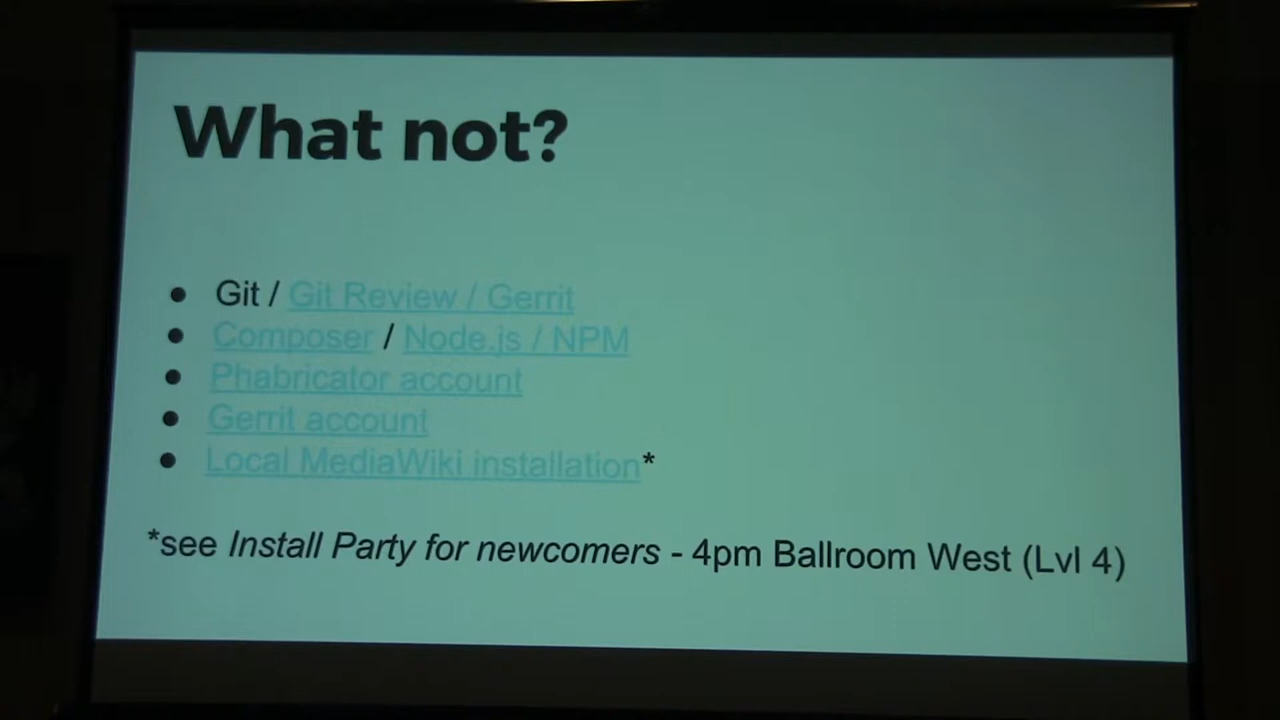 What not?
● Git / Git Review / Gerrit
● Composer / Node.js / NPM
● Phabricator account
● Gerrit account
● Local MediaWiki installation*
*see Install Party for newcomers - 4pm Ballroom West (Lvl 4)